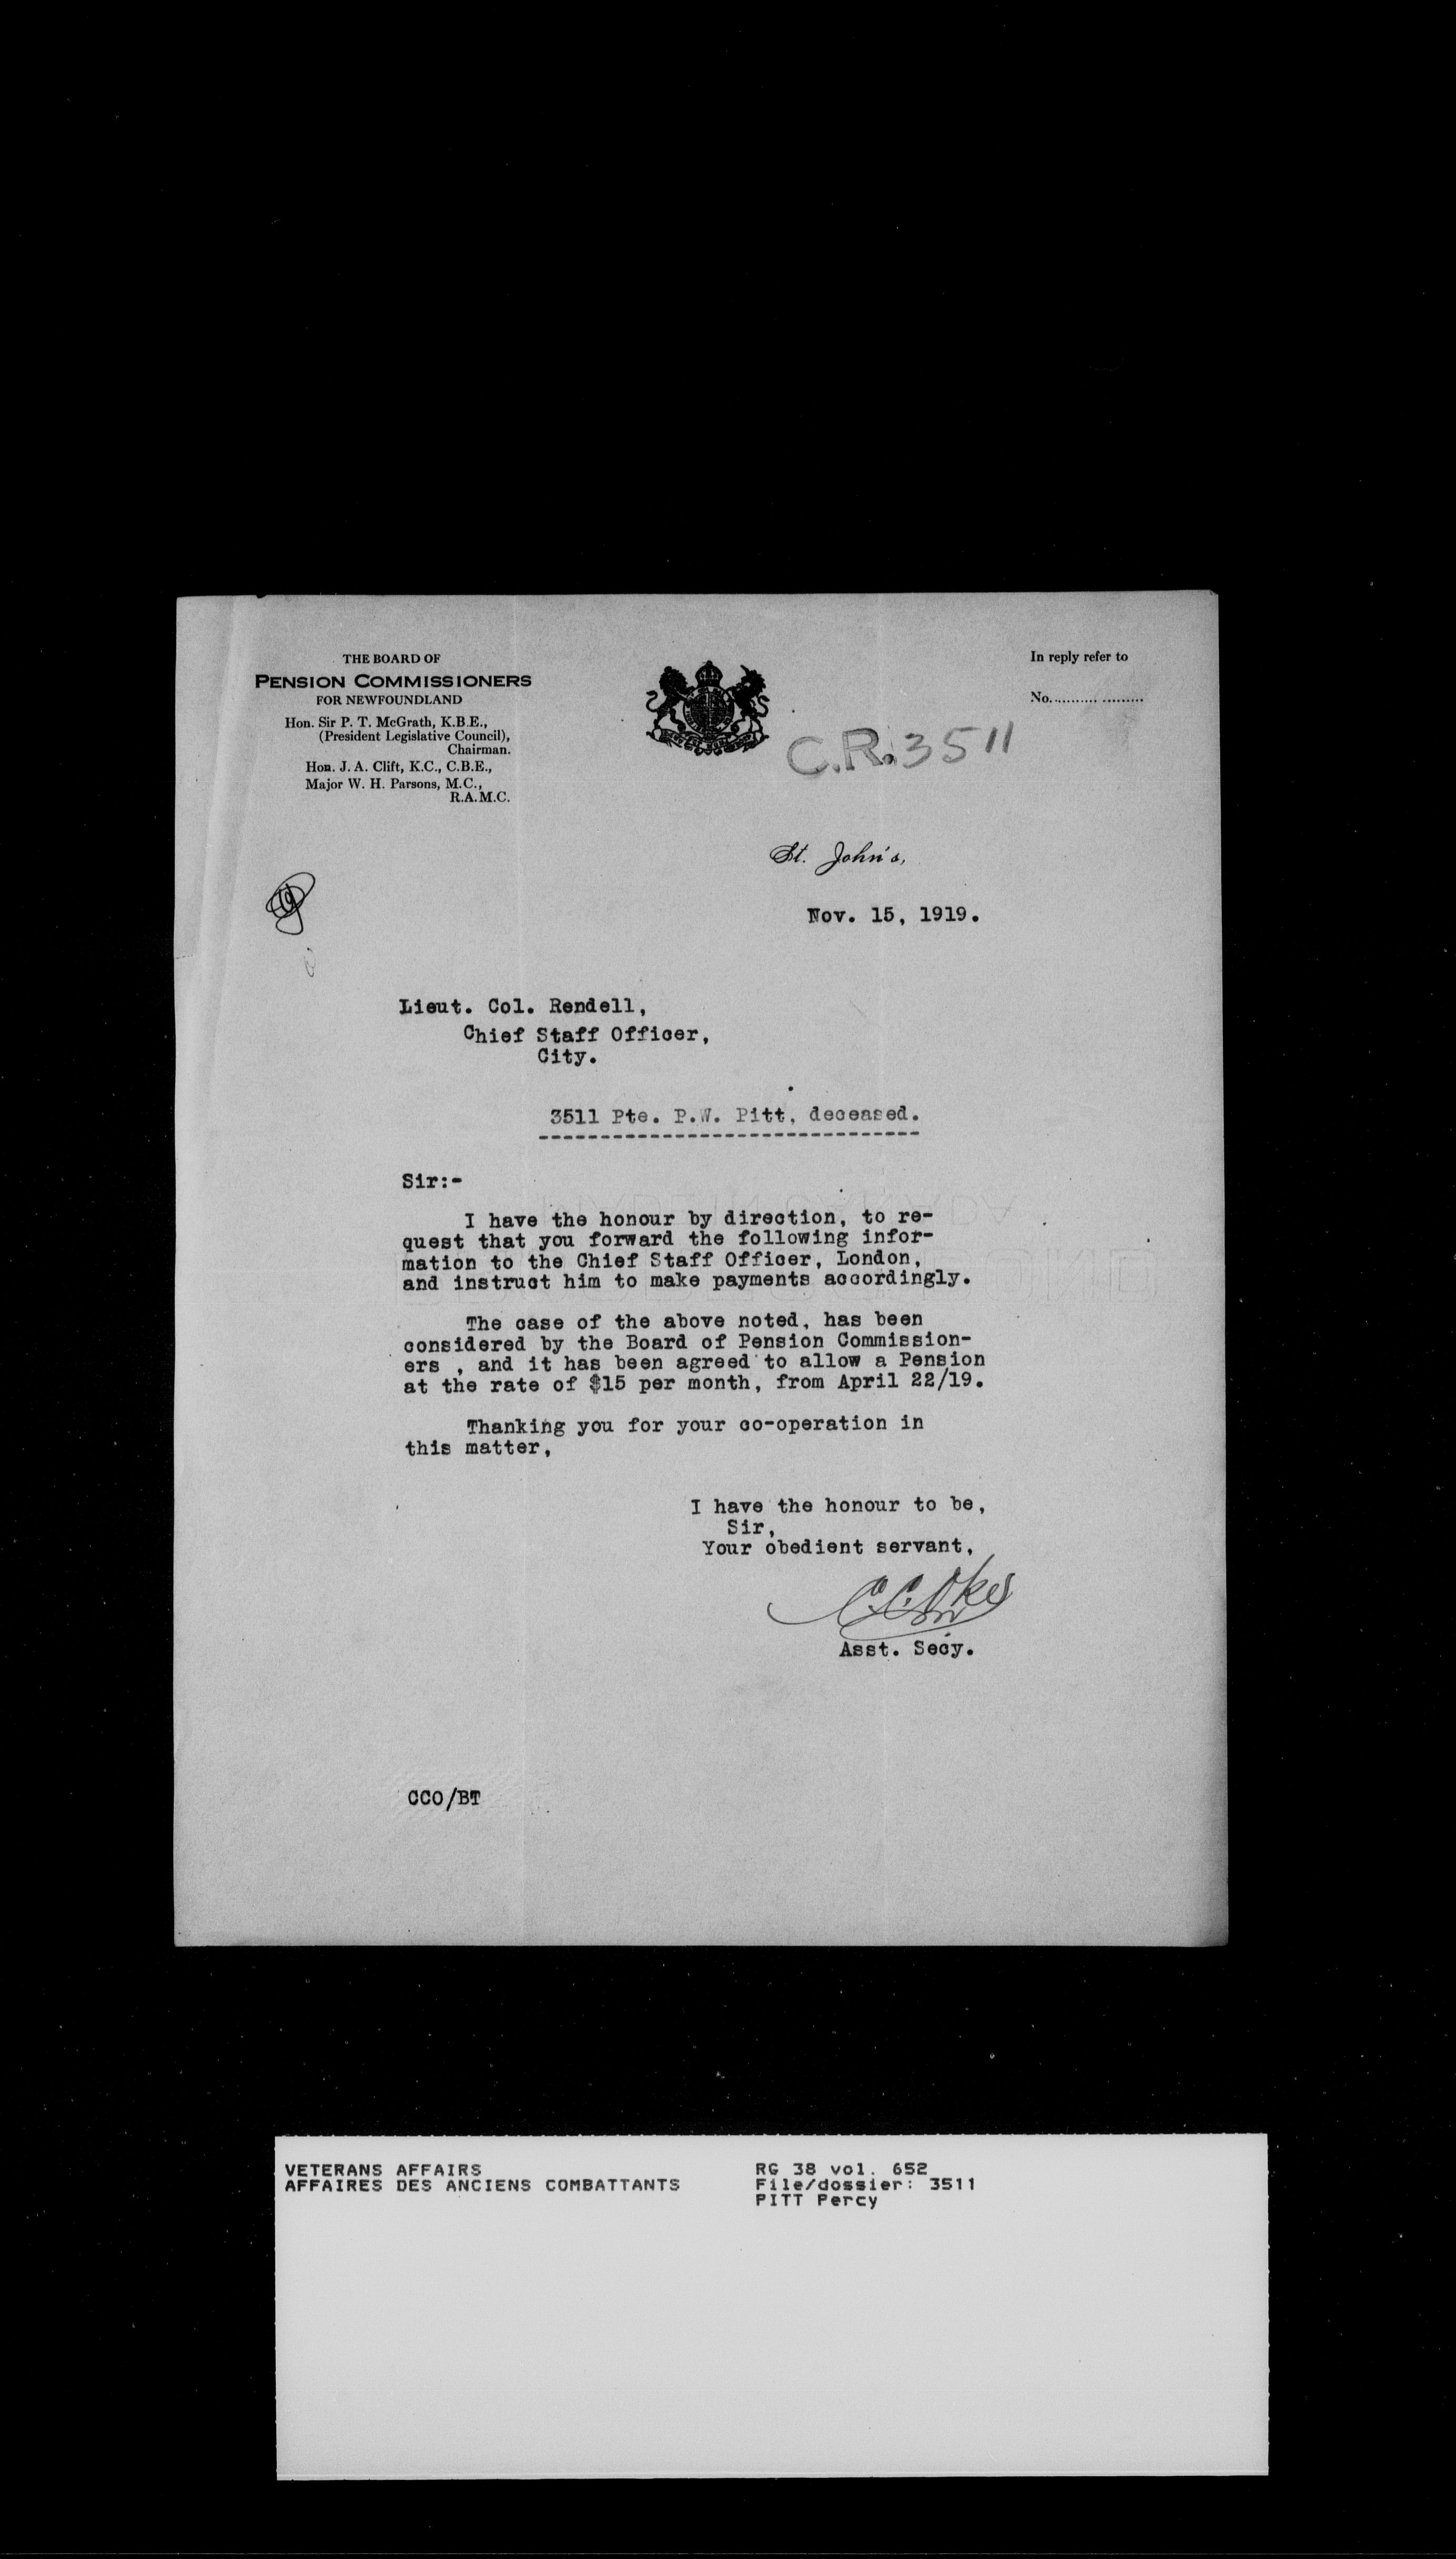 THE BOARD OF
PENSION COMMISSIONERS
FOR NEWFOUNDLAND
Hon. Sir P. T. McGrath, K.B.E.,
(President Legislative Council),
Chairman.
Hon. J. A. Clift, K.C., C.B.E.,
Major W. H. Parsons, M.C.,
R.A.M.C.
In reply refer to
No.....................
C.R.3511
St. John's,
Nov. 15, 1919.
Lieut. Col. Rendell,
Chief Staff Officer,
City.
3511 Pte. P.W. Pitt, deceased.
-------------------------------
Sir:-
I have the honour by direction, to re-
quest that you forward the following infor-
mation to the Chief Staff Officer, London,
and instruct him to make payments accordingly.
The case of the above noted, has been
considered by the Board of Pension Commission-
ers , and it has been agreed to allow a Pension
at the rate of $15 per month, from April 22/19.
Thanking you for your co-operation in
this matter,
I have the honour to be,
Sir,
Your obedient servant,
C.C. Oke
Asst. Secy.
CCO/BT
VETERANS AFFAIRS
AFFAIRES DES ANCIENS COMBATTANTS
RG 38 vol. 652
File/dossier: 3511
PITT Percy